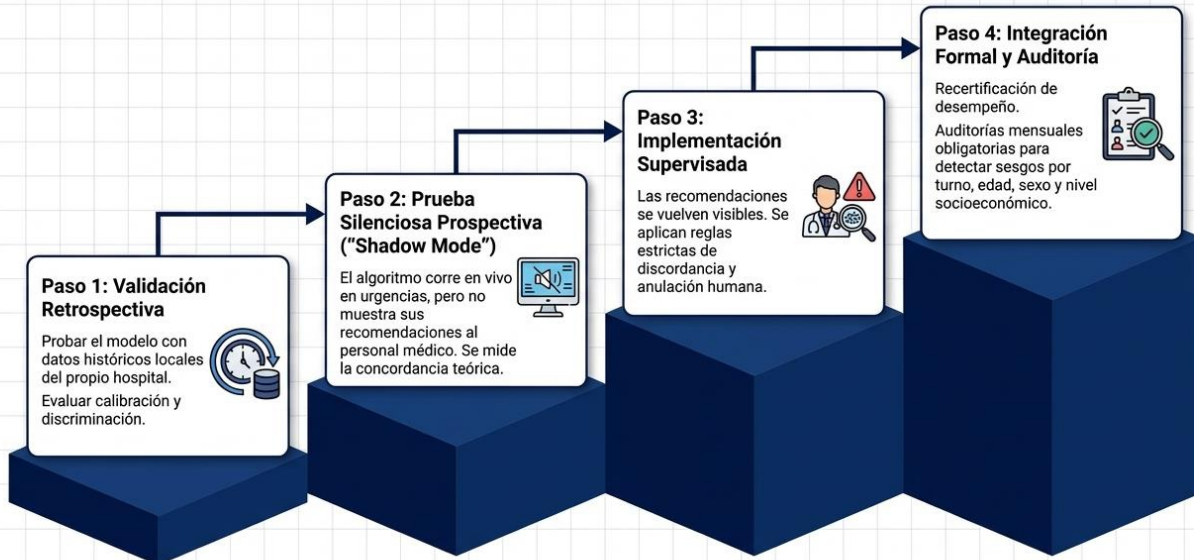 Paso 1: Validación
Retrospectiva
Probar el modelo con
datos históricos locales
del propio hospital.
Evaluar calibración y
discriminación.
Paso 2: Prueba
Silenciosa Prospectiva
("Shadow Mode")
El algoritmo corre en vivo
en urgencias, pero no
muestra sus
recomendaciones al
personal médico. Se mide
la concordancia teórica.
Paso 3:
Implementación
Supervisada
Las recomendaciones
se vuelven visibles. Se
aplican reglas
estrictas de
discordancia y
anulación humana.
Paso 4: Integración
Formal y Auditoría
Recertificación de
desempeño.
Auditorías mensuales
obligatorias para
detectar sesgos por
turno, edad, sexo y nivel
socioeconómico.